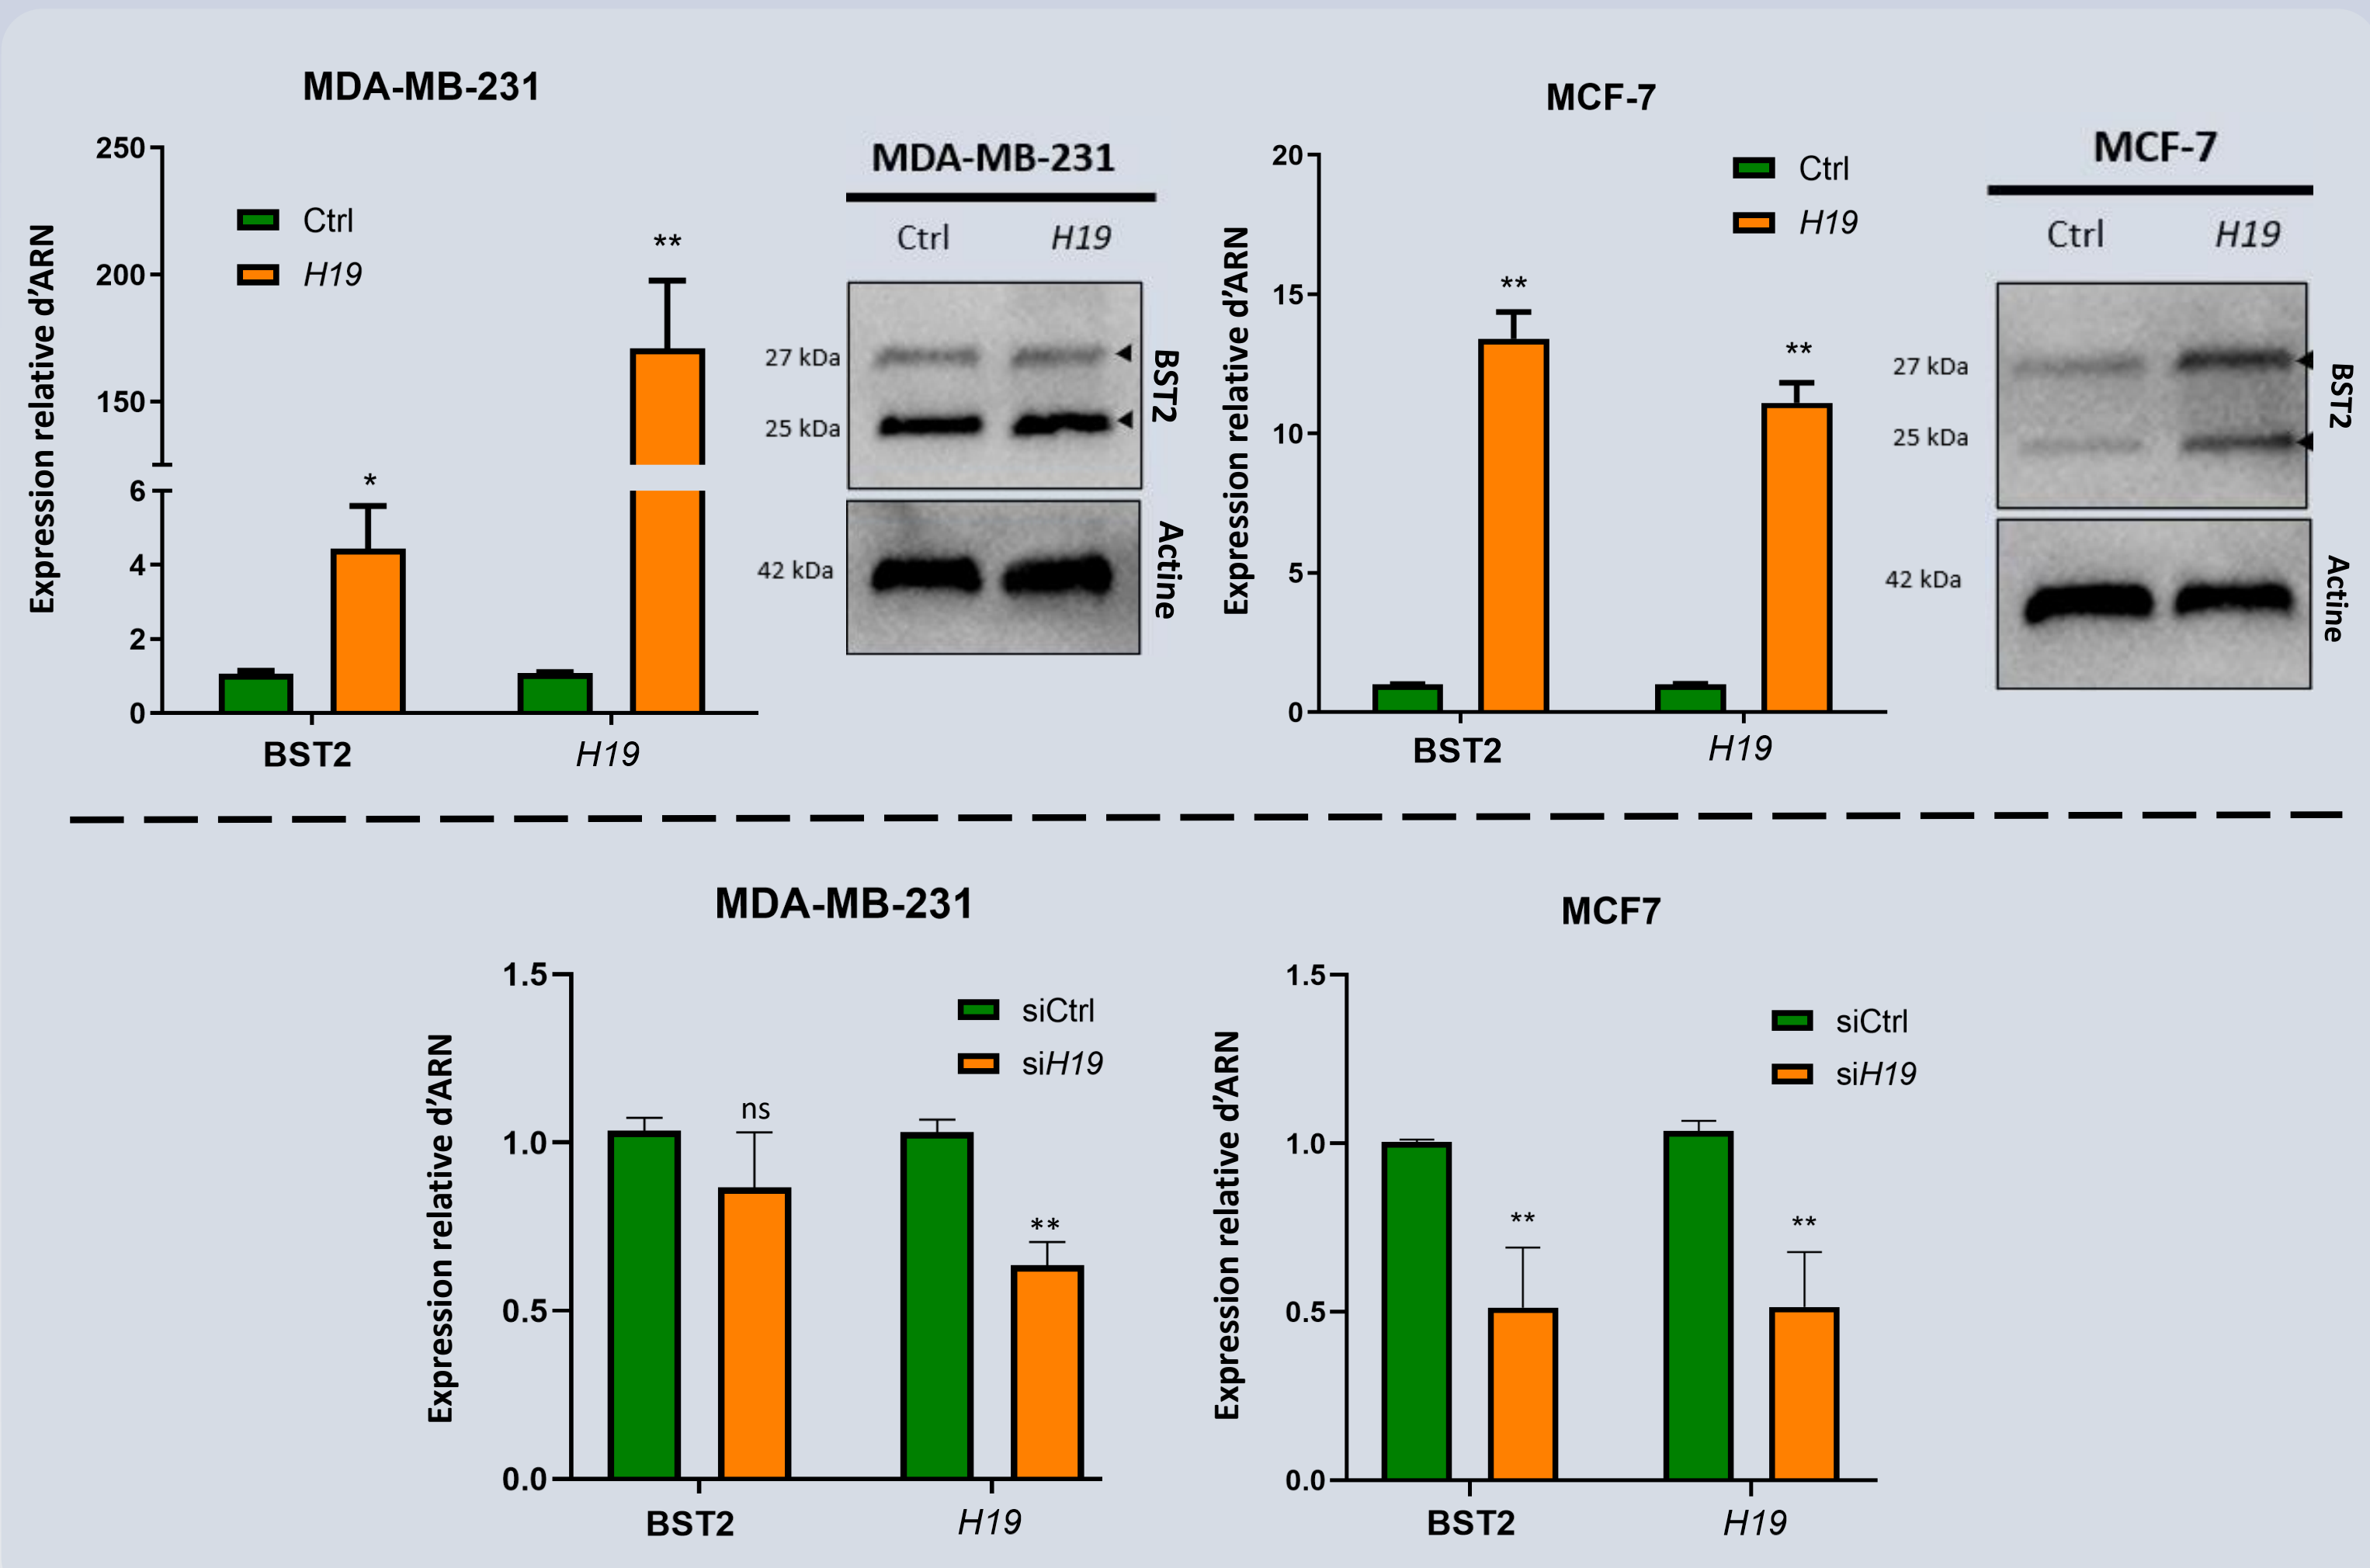 MDA-MB-231
250
200
150
6
4
2
0
Expression relative d’ARN
Ctrl
H19
*
**
BST2
H19
MDA-MB-231
Ctrl
H19
27 kDa
25 kDa
BST2
42 kDa
Actine
MCF-7
20
15
10
5
0
Expression relative d’ARN
Ctrl
H19
**
**
BST2
H19
MCF-7
Ctrl
H19
27 kDa
25 kDa
BST2
42 kDa
Actine
MDA-MB-231
1.5
1.0
0.5
0.0
Expression relative d’ARN
siCtrl
siH19
ns
**
BST2
H19
MCF7
1.5
1.0
0.5
0.0
Expression relative d’ARN
siCtrl
siH19
**
**
BST2
H19